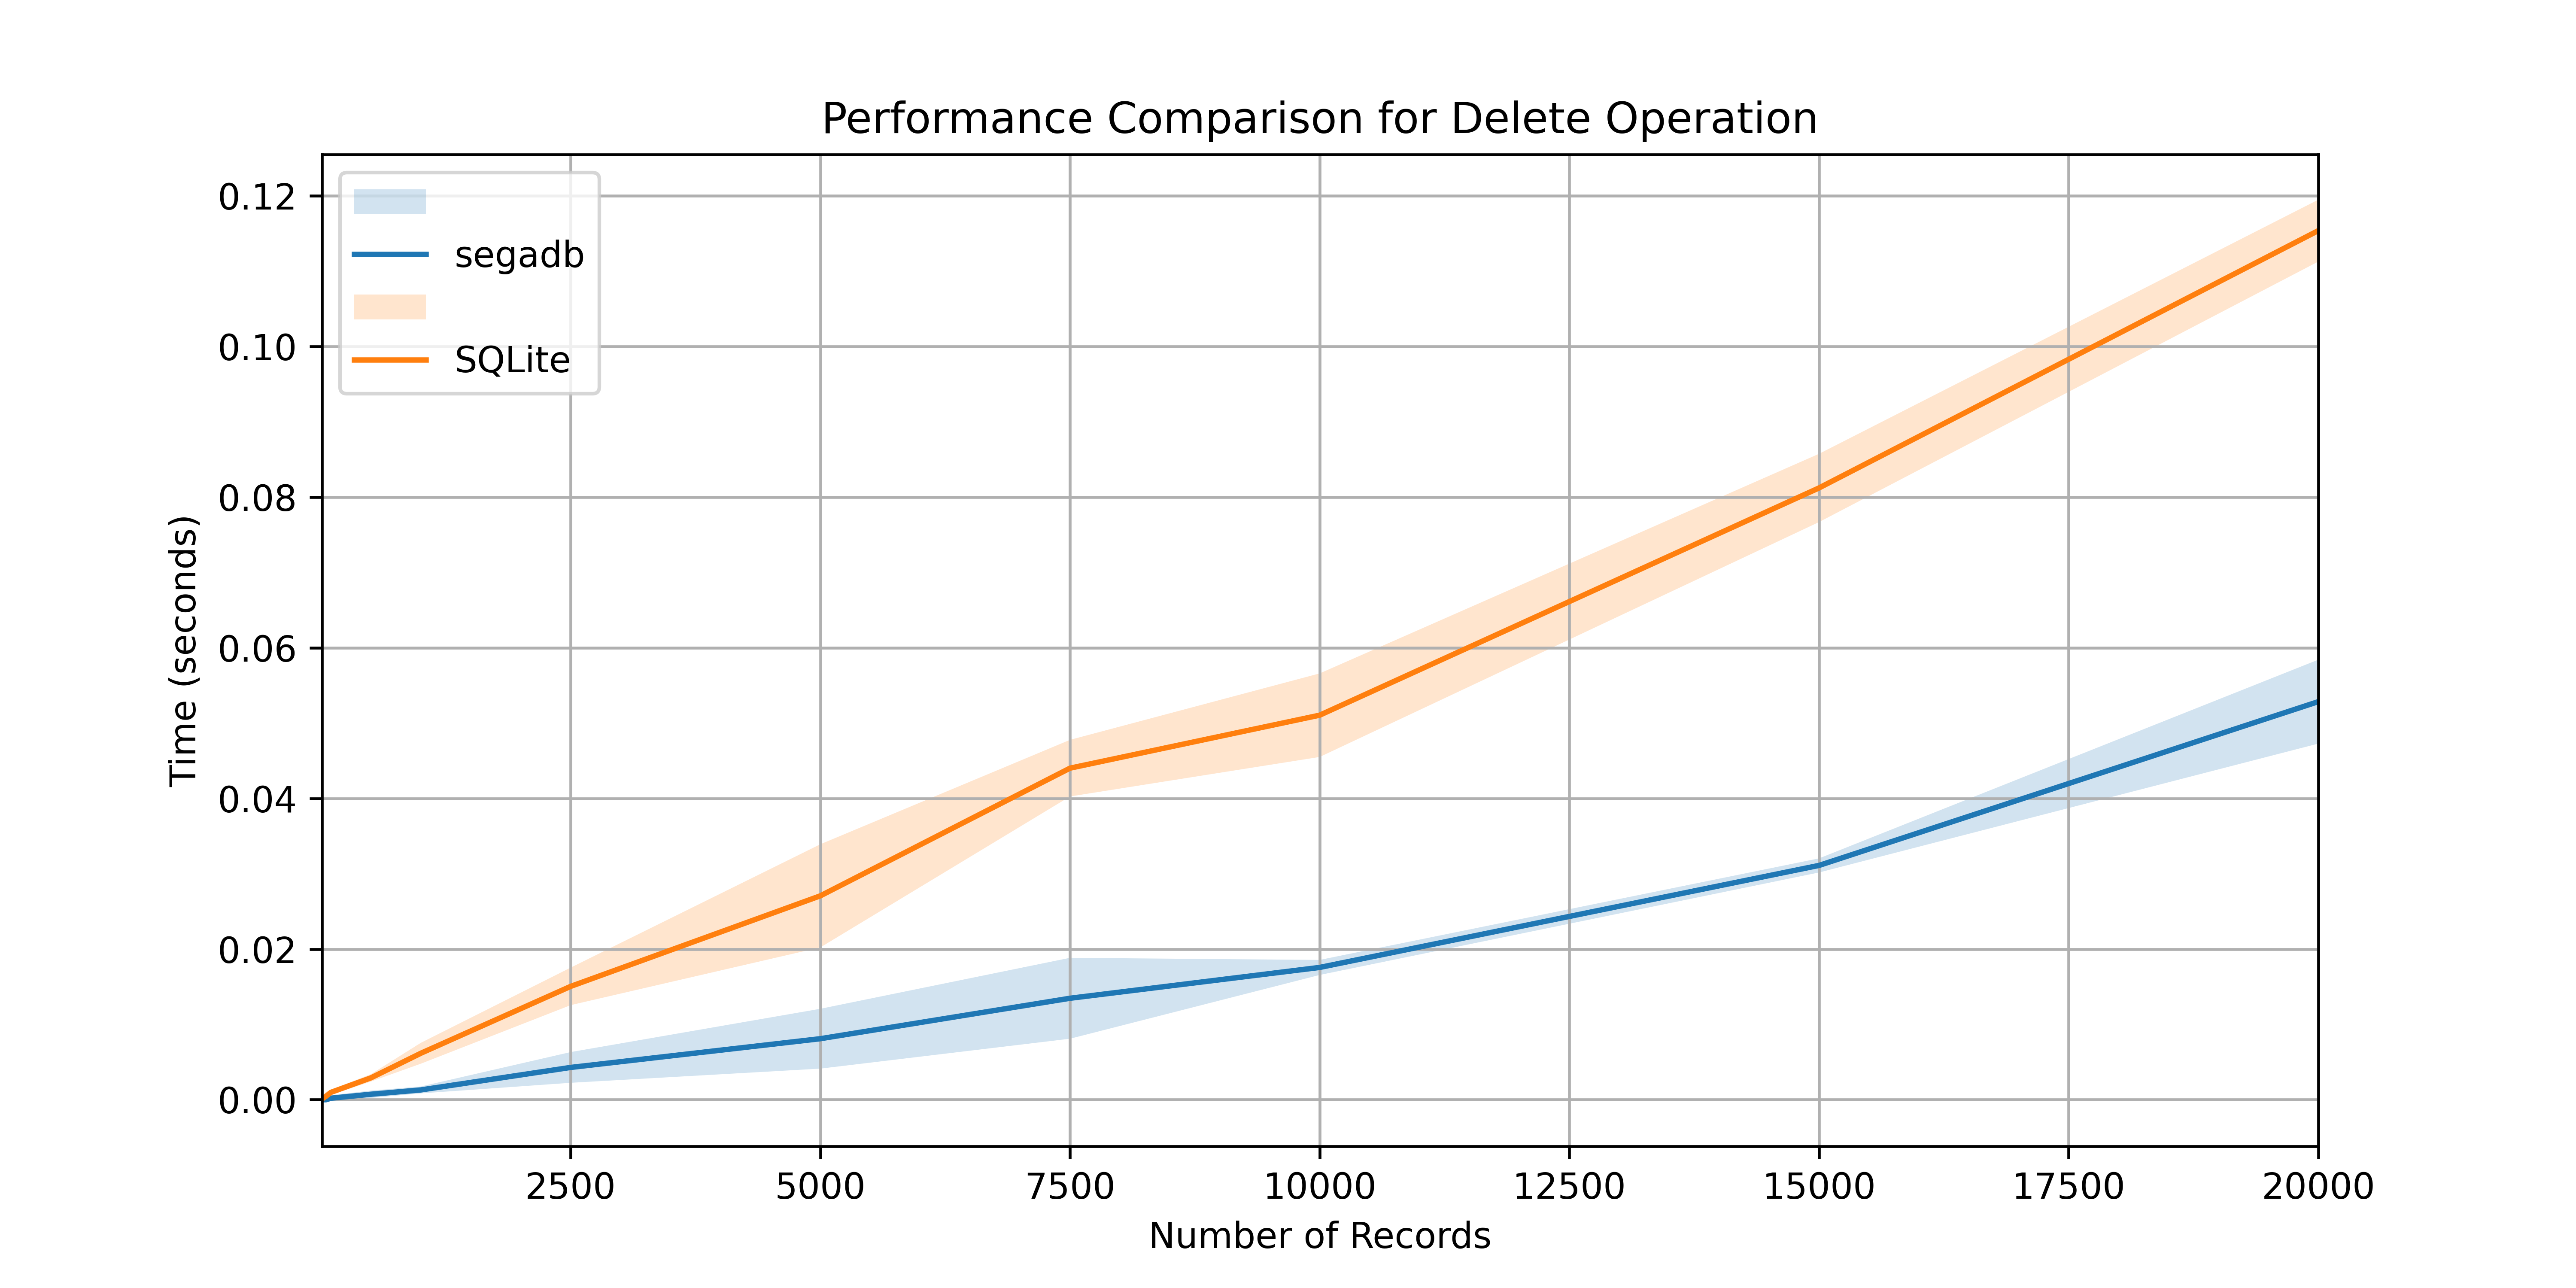 Performance Comparison for Delete Operation
segadb
SQLite
0.12
0.10
0.08
0.06
0.04
0.02
0.00
Time (seconds)
2500 5000 7500 10000 12500 15000 17500 20000
Number of Records